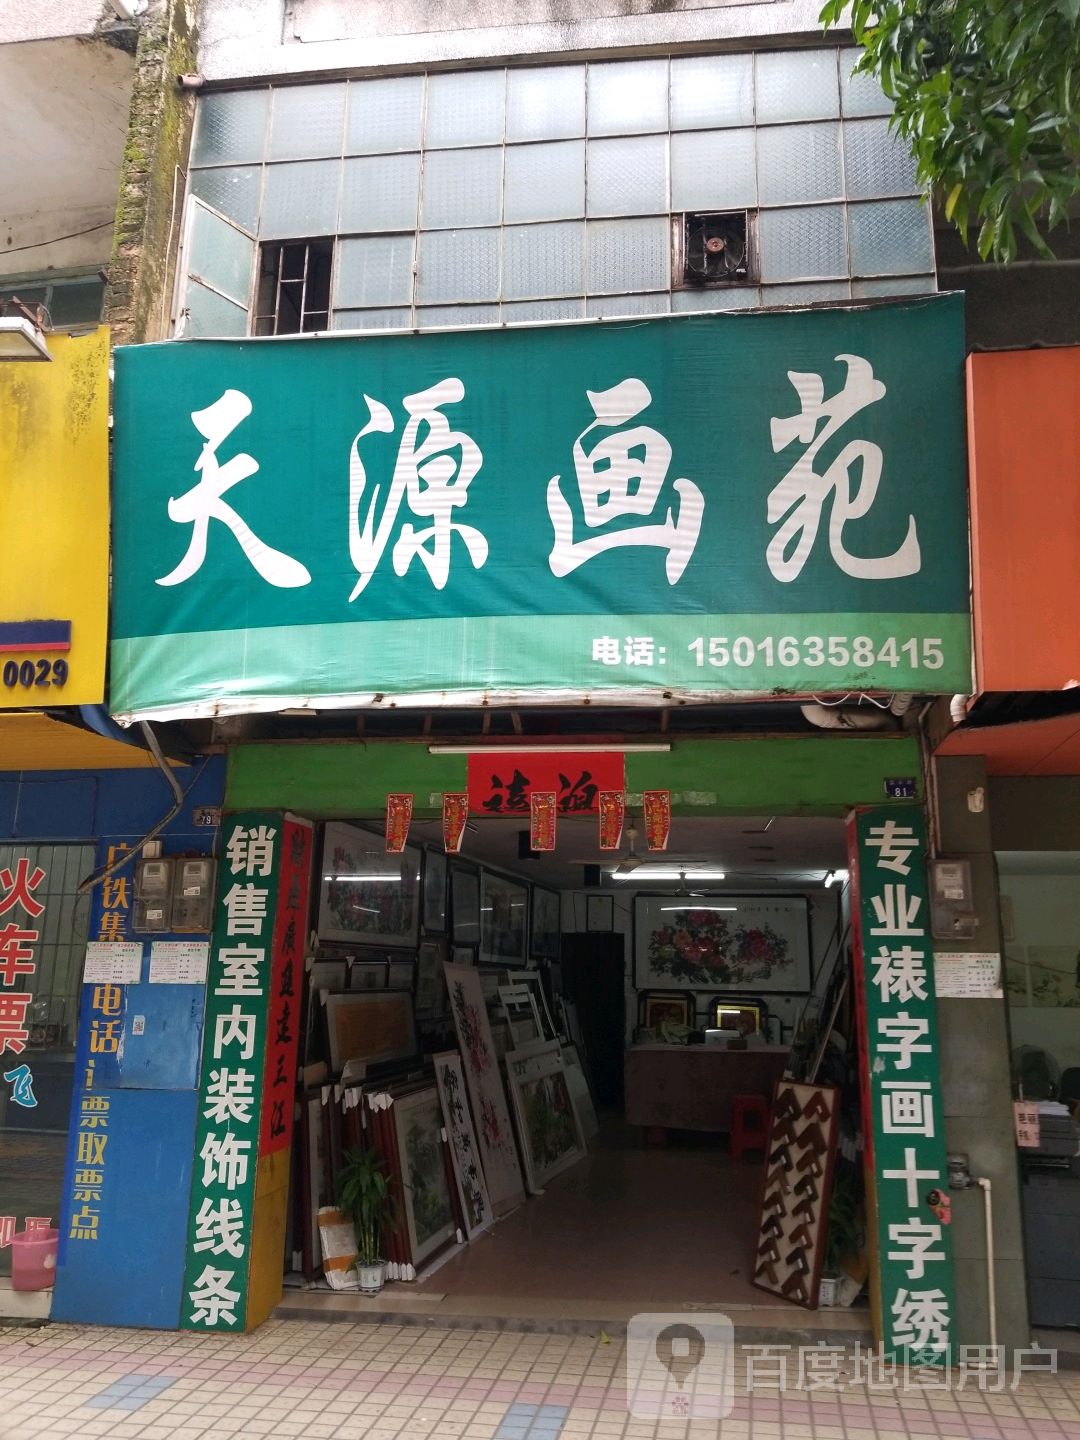 天源画苑
电话：15016358415
0029
81
79
销售室内装饰线条
专业裱字画十字绣
火车票
飞
电话订票取票点
百度地图用户